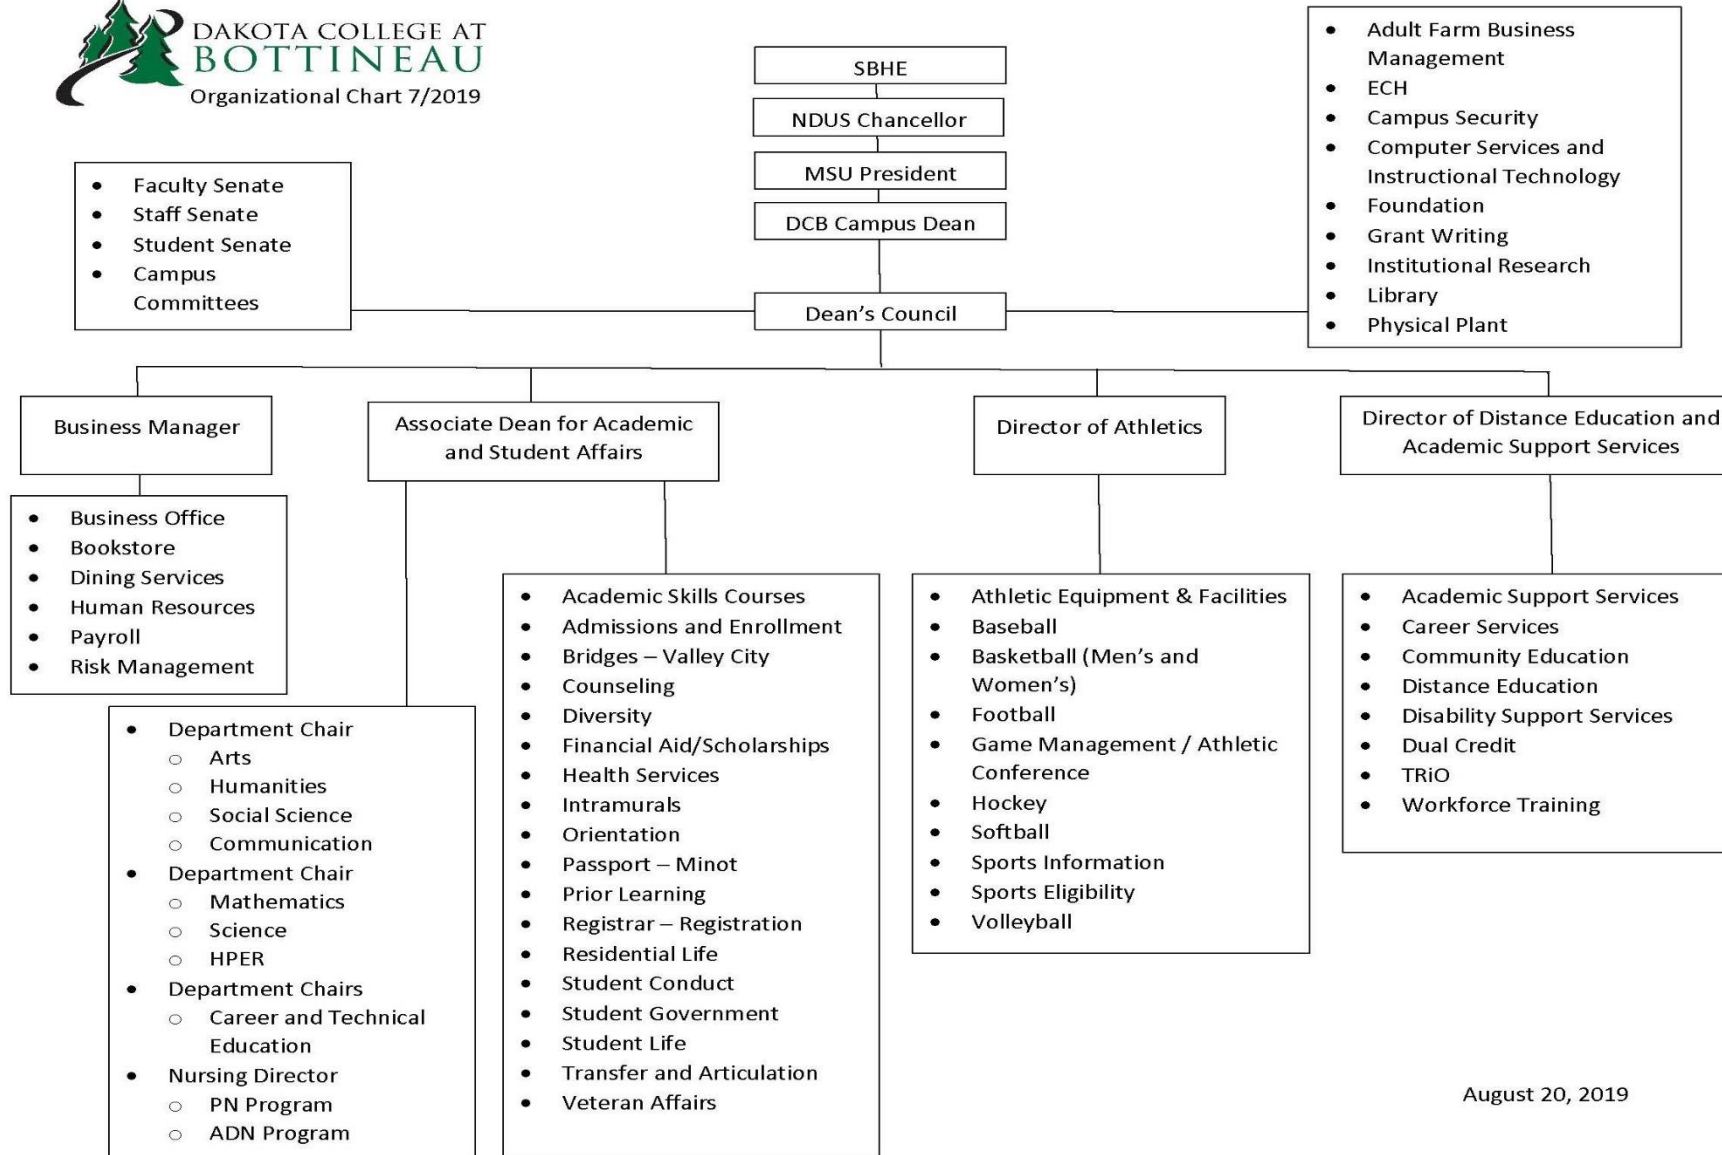 DAKOTA COLLEGE AT
BOTTINEAU
Organizational Chart 7/2019
SBHE
NDUS Chancellor
MSU President
DCB Campus Dean
Dean’s Council
• Faculty Senate
• Staff Senate
• Student Senate
• Campus
Committees
• Adult Farm Business
Management
• ECH
• Campus Security
• Computer Services and
Instructional Technology
• Foundation
• Grant Writing
• Institutional Research
• Library
• Physical Plant
Business Manager
• Business Office
• Bookstore
• Dining Services
• Human Resources
• Payroll
• Risk Management
Associate Dean for Academic
and Student Affairs
• Department Chair
○ Arts
○ Humanities
○ Social Science
○ Communication
• Department Chair
○ Mathematics
○ Science
○ HPER
• Department Chairs
○ Career and Technical
Education
• Nursing Director
○ PN Program
○ ADN Program
• Academic Skills Courses
• Admissions and Enrollment
• Bridges – Valley City
• Counseling
• Diversity
• Financial Aid/Scholarships
• Health Services
• Intramurals
• Orientation
• Passport – Minot
• Prior Learning
• Registrar – Registration
• Residential Life
• Student Conduct
• Student Government
• Student Life
• Transfer and Articulation
• Veteran Affairs
Director of Athletics
• Athletic Equipment & Facilities
• Baseball
• Basketball (Men’s and
Women’s)
• Football
• Game Management / Athletic
Conference
• Hockey
• Softball
• Sports Information
• Sports Eligibility
• Volleyball
Director of Distance Education and
Academic Support Services
• Academic Support Services
• Career Services
• Community Education
• Distance Education
• Disability Support Services
• Dual Credit
• TRiO
• Workforce Training
August 20, 2019